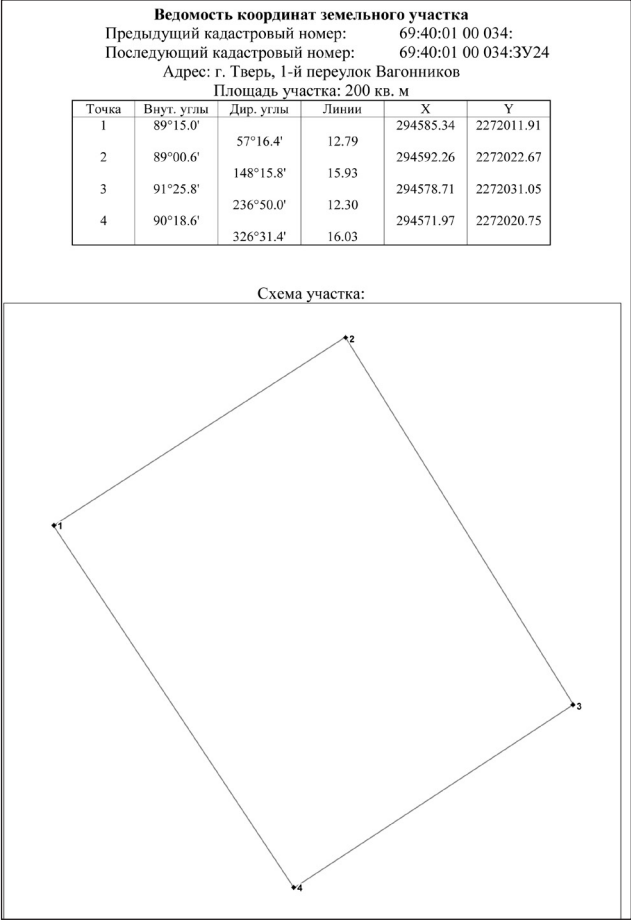 Ведомость координат земельного участка
Предыдущий кадастровый номер: 69:40:01 00 034:
Последующий кадастровый номер: 69:40:01 00 034:ЗУ24
Адрес: г. Тверь, 1-й переулок Вагонников
Площадь участка: 200 кв. м
Точка Внут. углы Дир. углы Линии X Y
1 89°15.0' 294585.34 2272011.91
57°16.4' 12.79
2 89°00.6' 294592.26 2272022.67
148°15.8' 15.93
3 91°25.8' 294578.71 2272031.05
236°50.0' 12.30
4 90°18.6' 294571.97 2272020.75
326°31.4' 16.03
Схема участка:
2
1
3
4